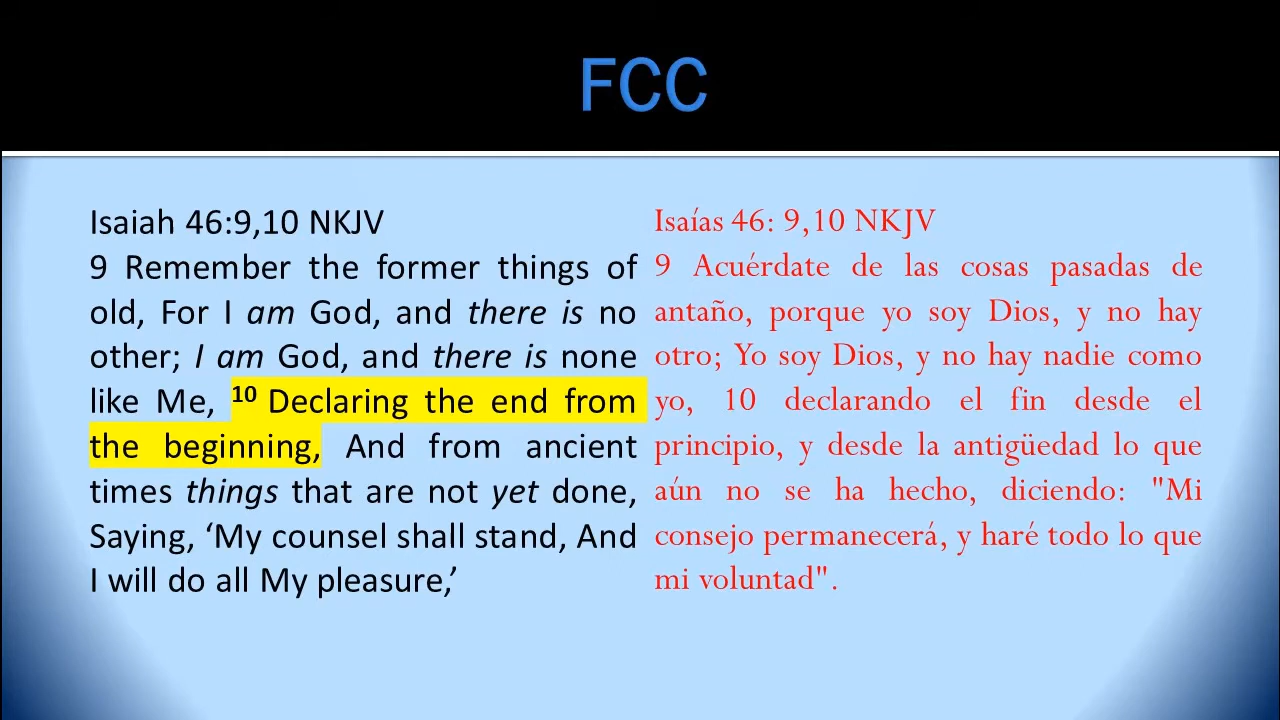 FCC
Isaiah 46:9,10 NKJV
9 Remember the former things of
old, For I am God, and there is no
other; I am God, and there is none
like Me, 10 Declaring the end from
the beginning, And from ancient
times things that are not yet done,
Saying, ‘My counsel shall stand, And
I will do all My pleasure,’
Isaías 46: 9,10 NKJV
9 Acuérdate de las cosas pasadas de
antaño, porque yo soy Dios, y no hay
otro; Yo soy Dios, y no hay nadie como
yo, 10 declarando el fin desde el
principio, y desde la antigüedad lo que
aún no se ha hecho, diciendo: "Mi
consejo permanecerá, y haré todo lo que
mi voluntad".